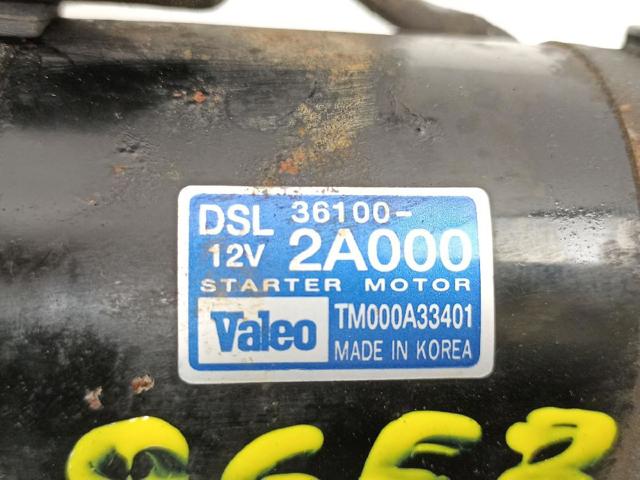 DSL 36100-
12V 2A000
STARTER MOTOR
Valeo TM000A33401
MADE IN KOREA